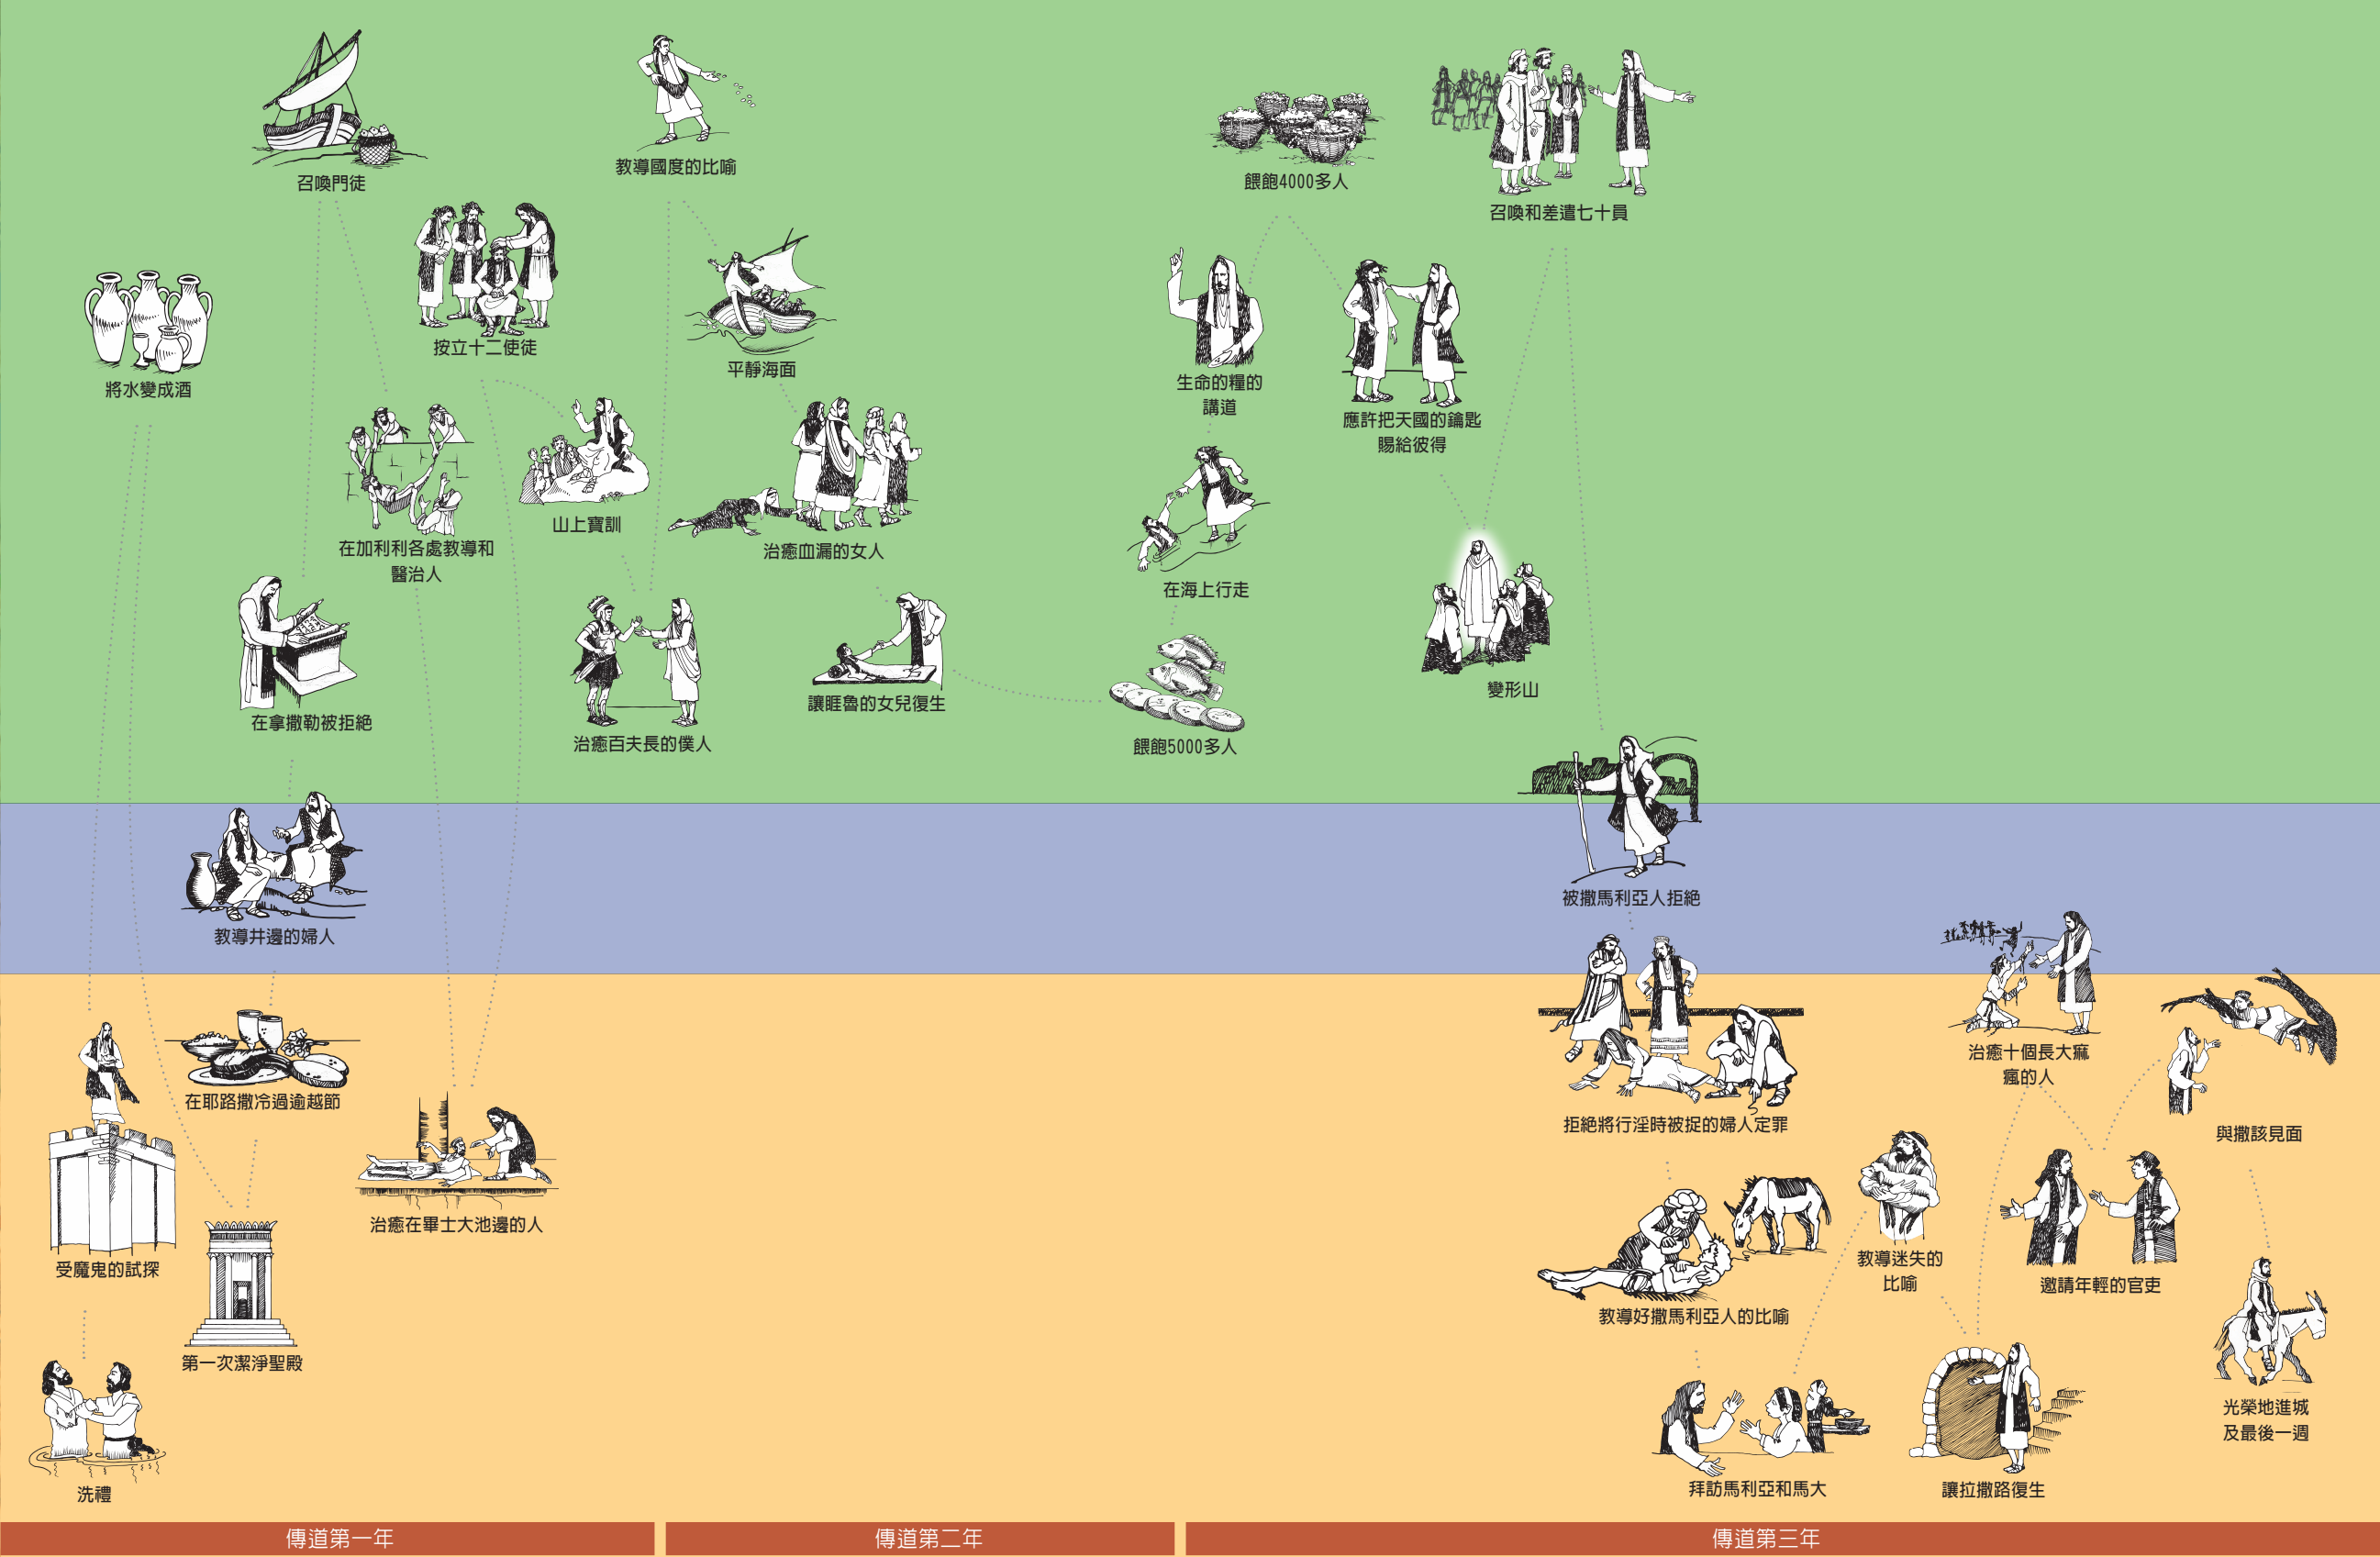 召喚門徒
教導國度的比喻
餵飽4000多人
召喚和差遣七十員
將水變成酒
按立十二使徒
平靜海面
生命的糧的
講道
應許把天國的鑰匙
賜給彼得
在加利利各處教導和
醫治人
山上寶訓
治癒血漏的女人
在海上行走
在拿撒勒被拒絕
治癒百夫長的僕人
讓睚魯的女兒復生
餵飽5000多人
變形山
教導井邊的婦人
被撒馬利亞人拒絕
在耶路撒冷過逾越節
拒絕將行淫時被捉的婦人定罪
治癒十個長大痲
瘋的人
與撒該見面
受魔鬼的試探
治癒在畢士大池邊的人
教導迷失的
比喻
邀請年輕的官吏
第一次潔淨聖殿
教導好撒馬利亞人的比喻
光榮地進城
及最後一週
洗禮
拜訪馬利亞和馬大
讓拉撒路復生
傳道第一年
傳道第二年
傳道第三年